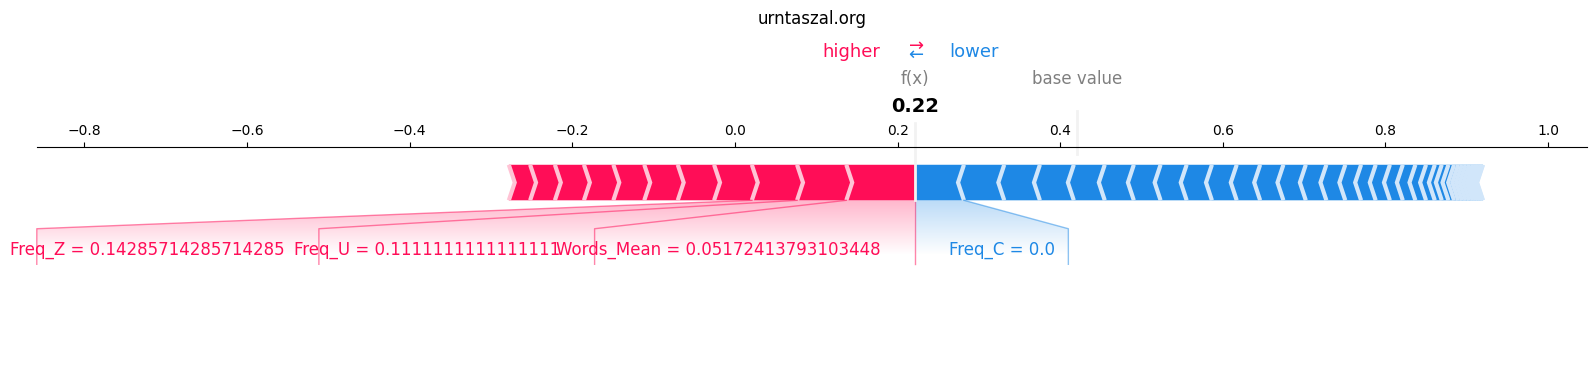 urntaszal.org
higher → ← lower
f(x) base value
0.22
−0.8 −0.6 −0.4 −0.2 0.0 0.2 0.4 0.6 0.8 1.0
Freq_Z = 0.14285714285714285 Freq_U = 0.1111111111111111 Words_Mean = 0.05172413793103448 Freq_C = 0.0